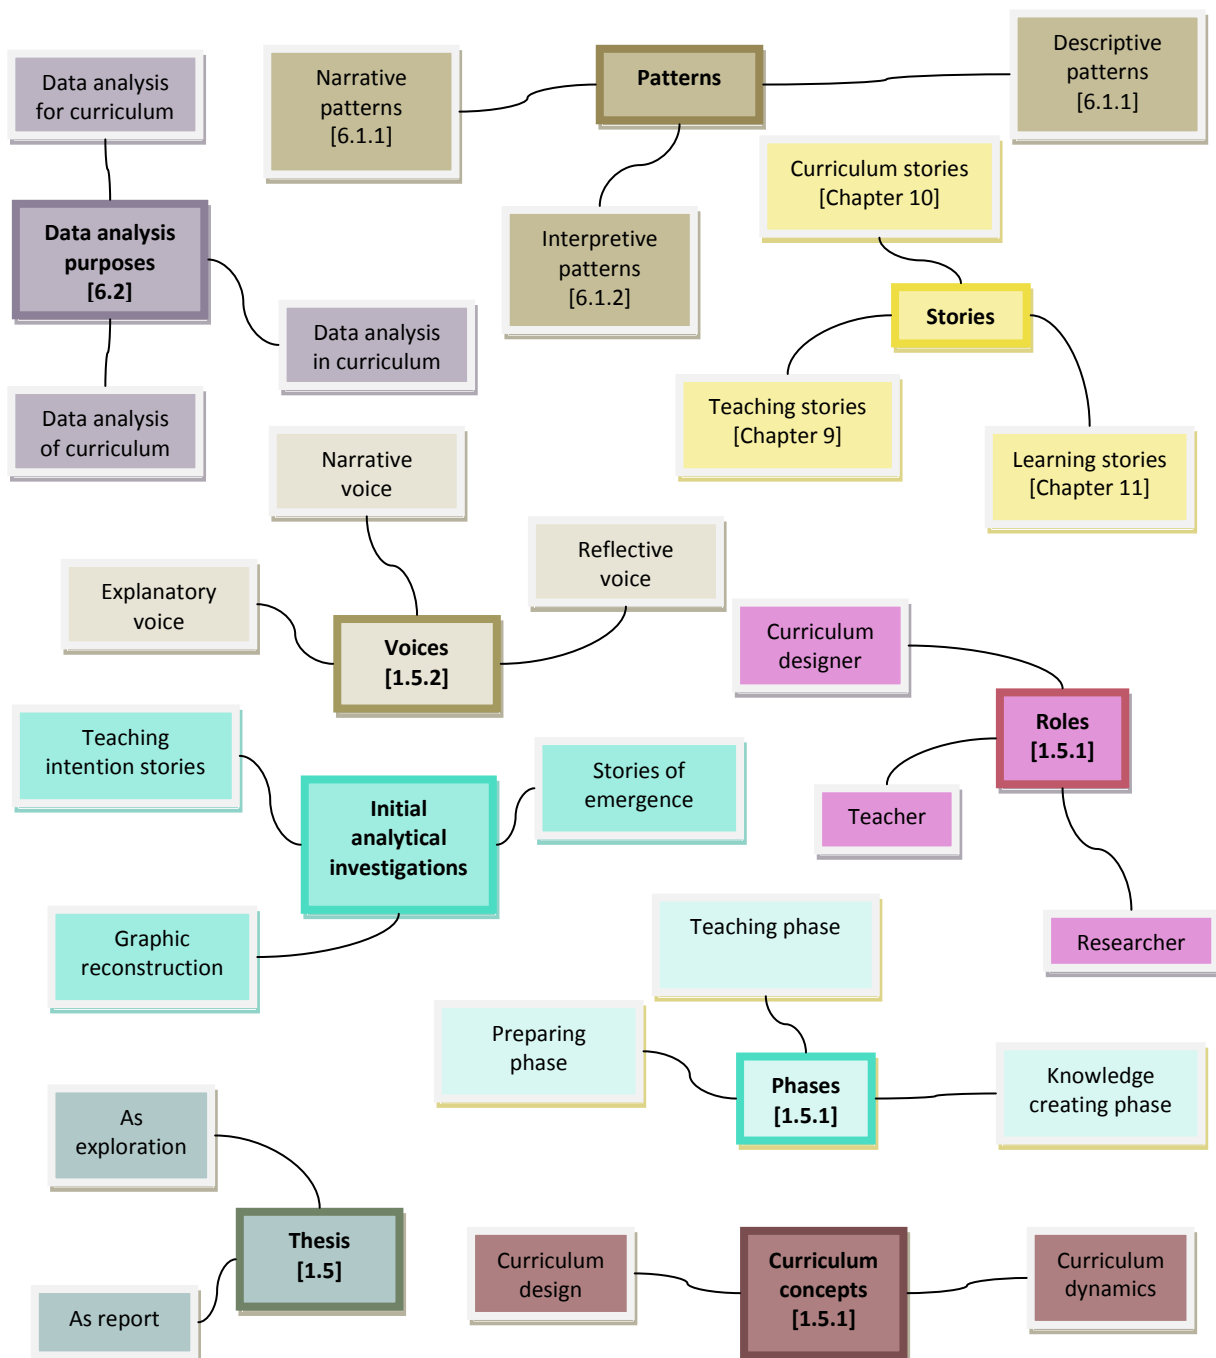 Data analysis
for curriculum
Narrative
patterns
[6.1.1]
Patterns
Descriptive
patterns
[6.1.1]
Curriculum stories
[Chapter 10]
Data analysis
purposes
[6.2]
Interpretive
patterns
[6.1.2]
Stories
Data analysis
in curriculum
Data analysis
of curriculum
Teaching stories
[Chapter 9]
Learning stories
[Chapter 11]
Narrative
voice
Reflective
voice
Explanatory
voice
Voices
[1.5.2]
Curriculum
designer
Roles
[1.5.1]
Teaching
intention stories
Stories of
emergence
Initial
analytical
investigations
Teacher
Graphic
reconstruction
Teaching phase
Researcher
Preparing
phase
Phases
[1.5.1]
Knowledge
creating phase
As
exploration
Thesis
[1.5]
As report
Curriculum
design
Curriculum
concepts
[1.5.1]
Curriculum
dynamics